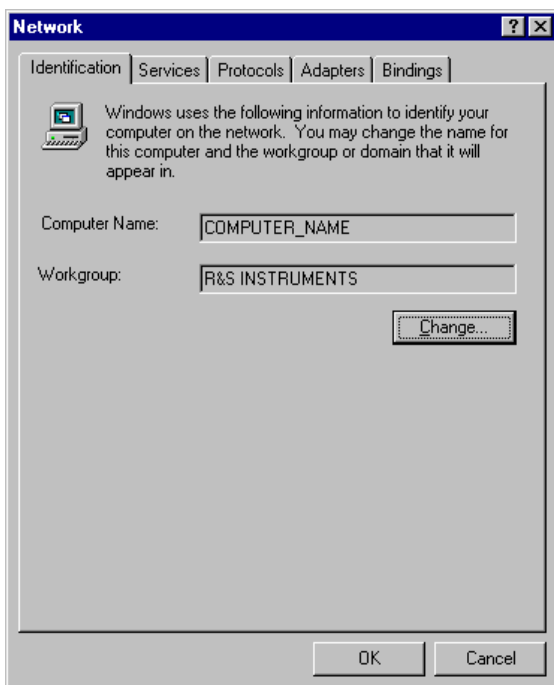 Network
Identification Services Protocols Adapters Bindings
Windows uses the following information to identify your
computer on the network. You may change the name for
this computer and the workgroup or domain that it will
appear in.
Computer Name: COMPUTER_NAME
Workgroup: R&S INSTRUMENTS
Change...
OK Cancel